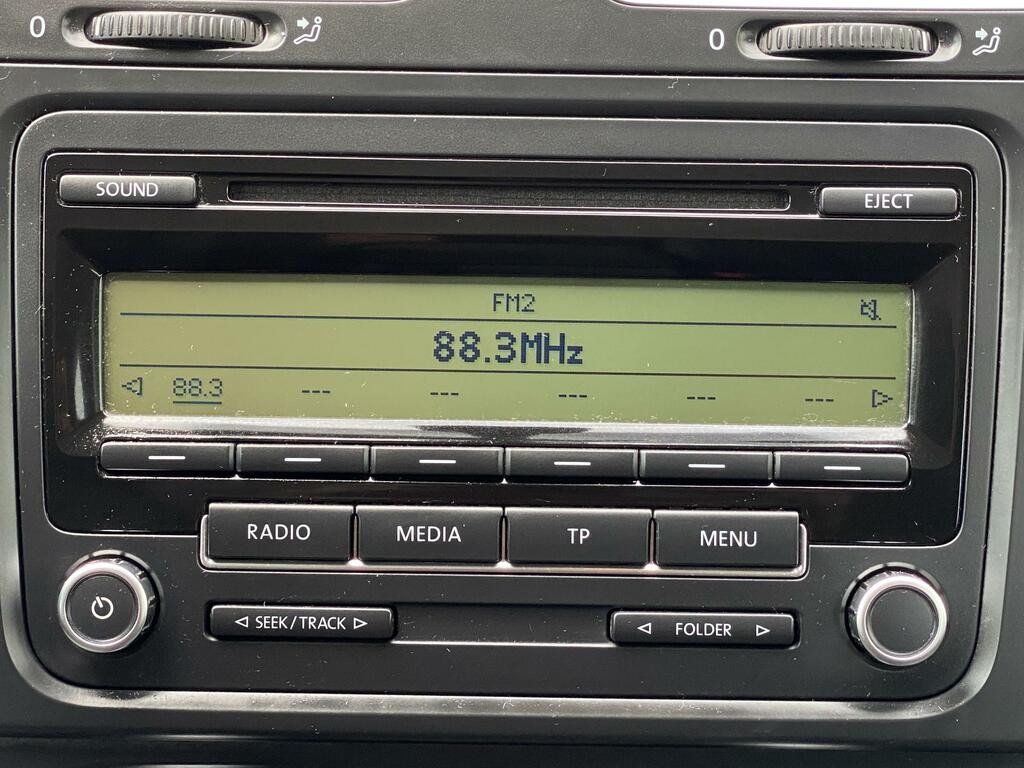 0
0
SOUND
EJECT
FM2
88.3MHz
88.3 --- --- --- --- ---
RADIO MEDIA TP MENU
SEEK/TRACK
FOLDER